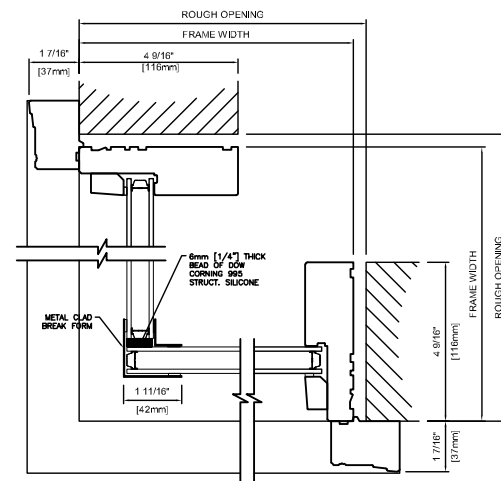 ROUGH OPENING
FRAME WIDTH
1 7/16"
[37mm]
4 9/16"
[116mm]
6mm [1/4"] THICK
BEAD OF DOW
CORNING 995
STRUCT. SILICONE
METAL CLAD
BREAK FORM
1 11/16"
[42mm]
4 9/16"
[116mm]
FRAME WIDTH
ROUGH OPENING
1 7/16"
[37mm]